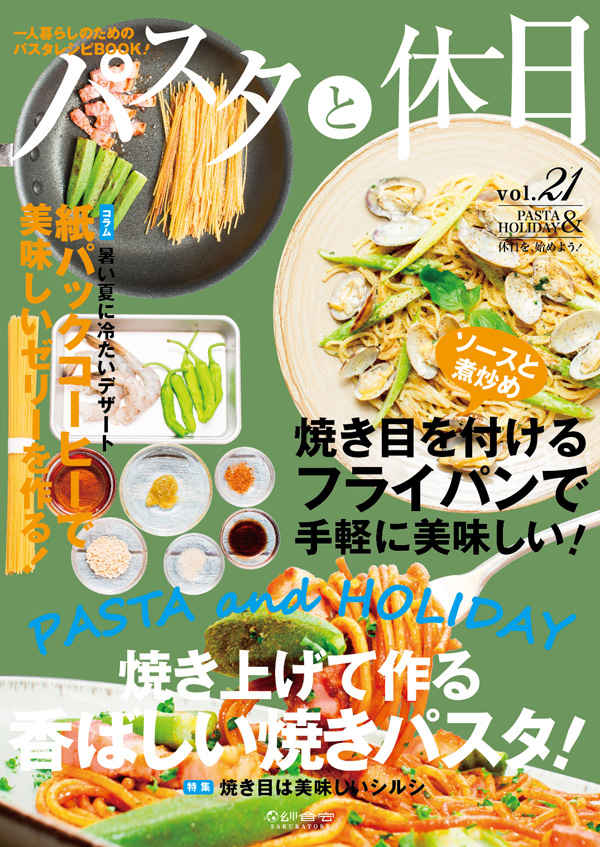 一人暮らしのための
パスタレシピBOOK!
パスタと休日
vol.21
PASTA
HOLIDAY&
休日を、始めよう!
コラム
暑い夏に冷たいデザート
紙パックコーヒーで
美味しいゼリーを作る!
ソースと
煮炒め
焼き目を付ける
フライパンで
手軽に美味しい!
PASTA and HOLIDAY
焼き上げて作る
香ばしい焼きパスタ!
特集 焼き目は美味しいシルシ